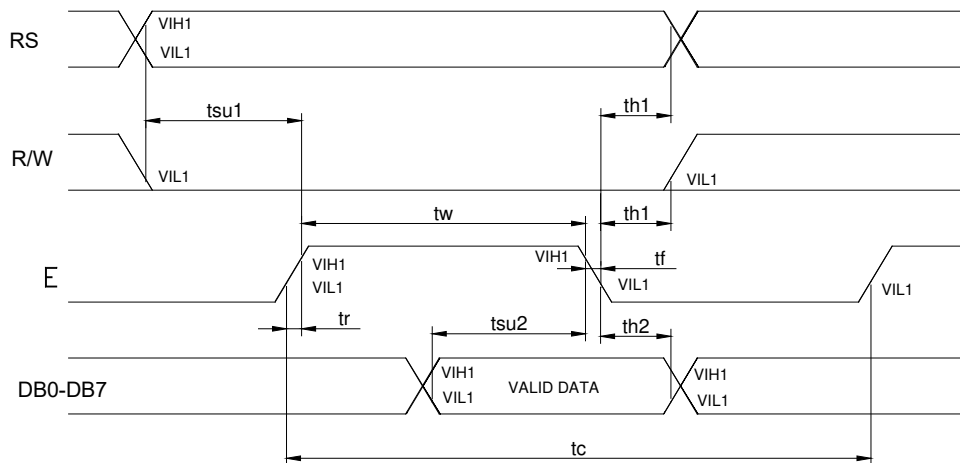 RS
VIH1
VIL1
tsu1
th1
R/W
VIL1
VIL1
tw
th1
E
VIH1
VIL1
VIH1
tf
VIL1
VIL1
tr
tsu2
th2
DB0-DB7
VIH1
VIL1
VALID DATA
VIH1
VIL1
tc